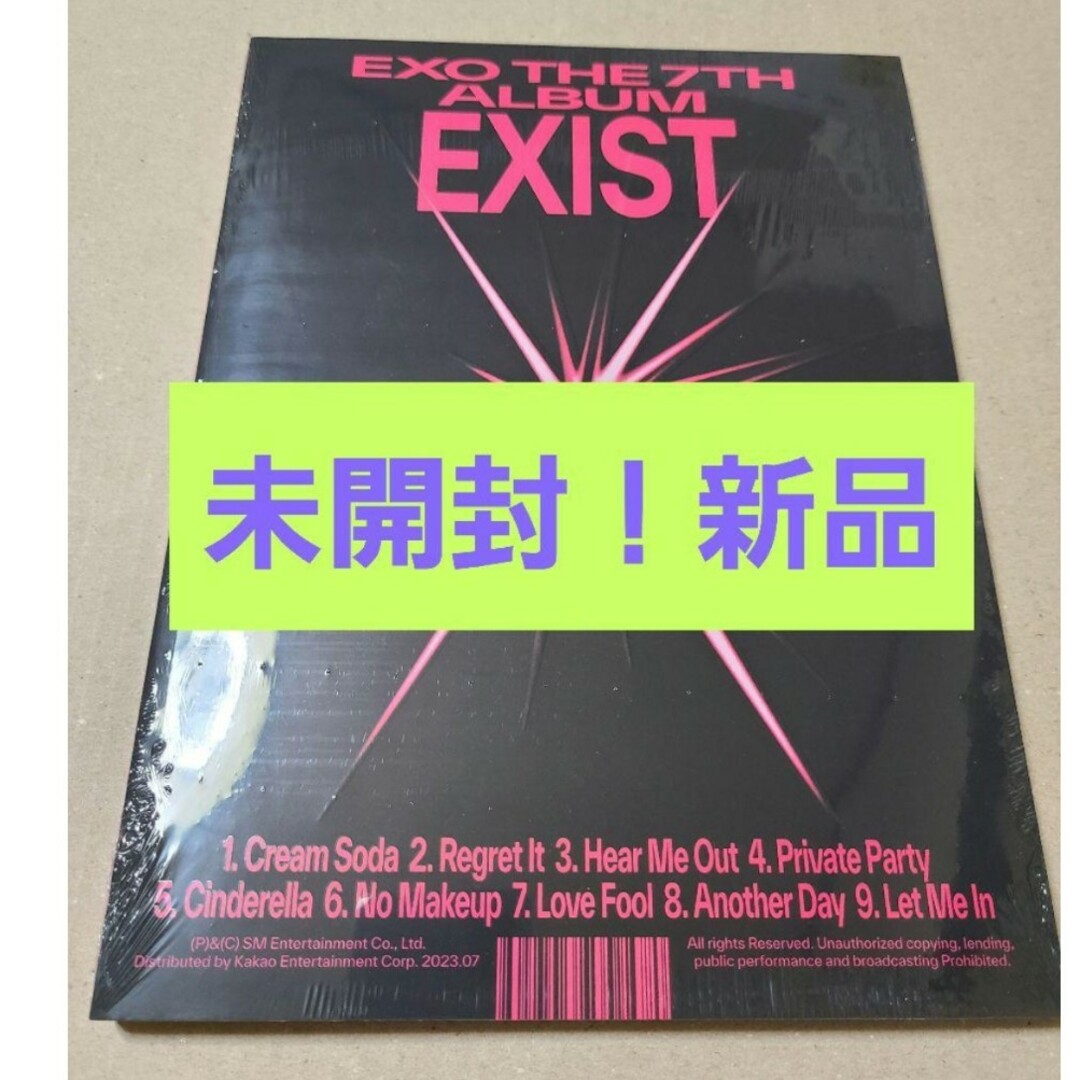 EXO THE 7TH
ALBUM
EXIST
未開封！新品
1. Cream Soda 2. Regret It 3. Hear Me Out 4. Private Party
5. Cinderella 6. No Makeup 7. Love Fool 8. Another Day 9. Let Me In
(P)&(C) SM Entertainment Co., Ltd.
Distributed by Kakao Entertainment Corp. 2023.07
All rights Reserved. Unauthorized copying, lending,
public performance and broadcasting Prohibited.